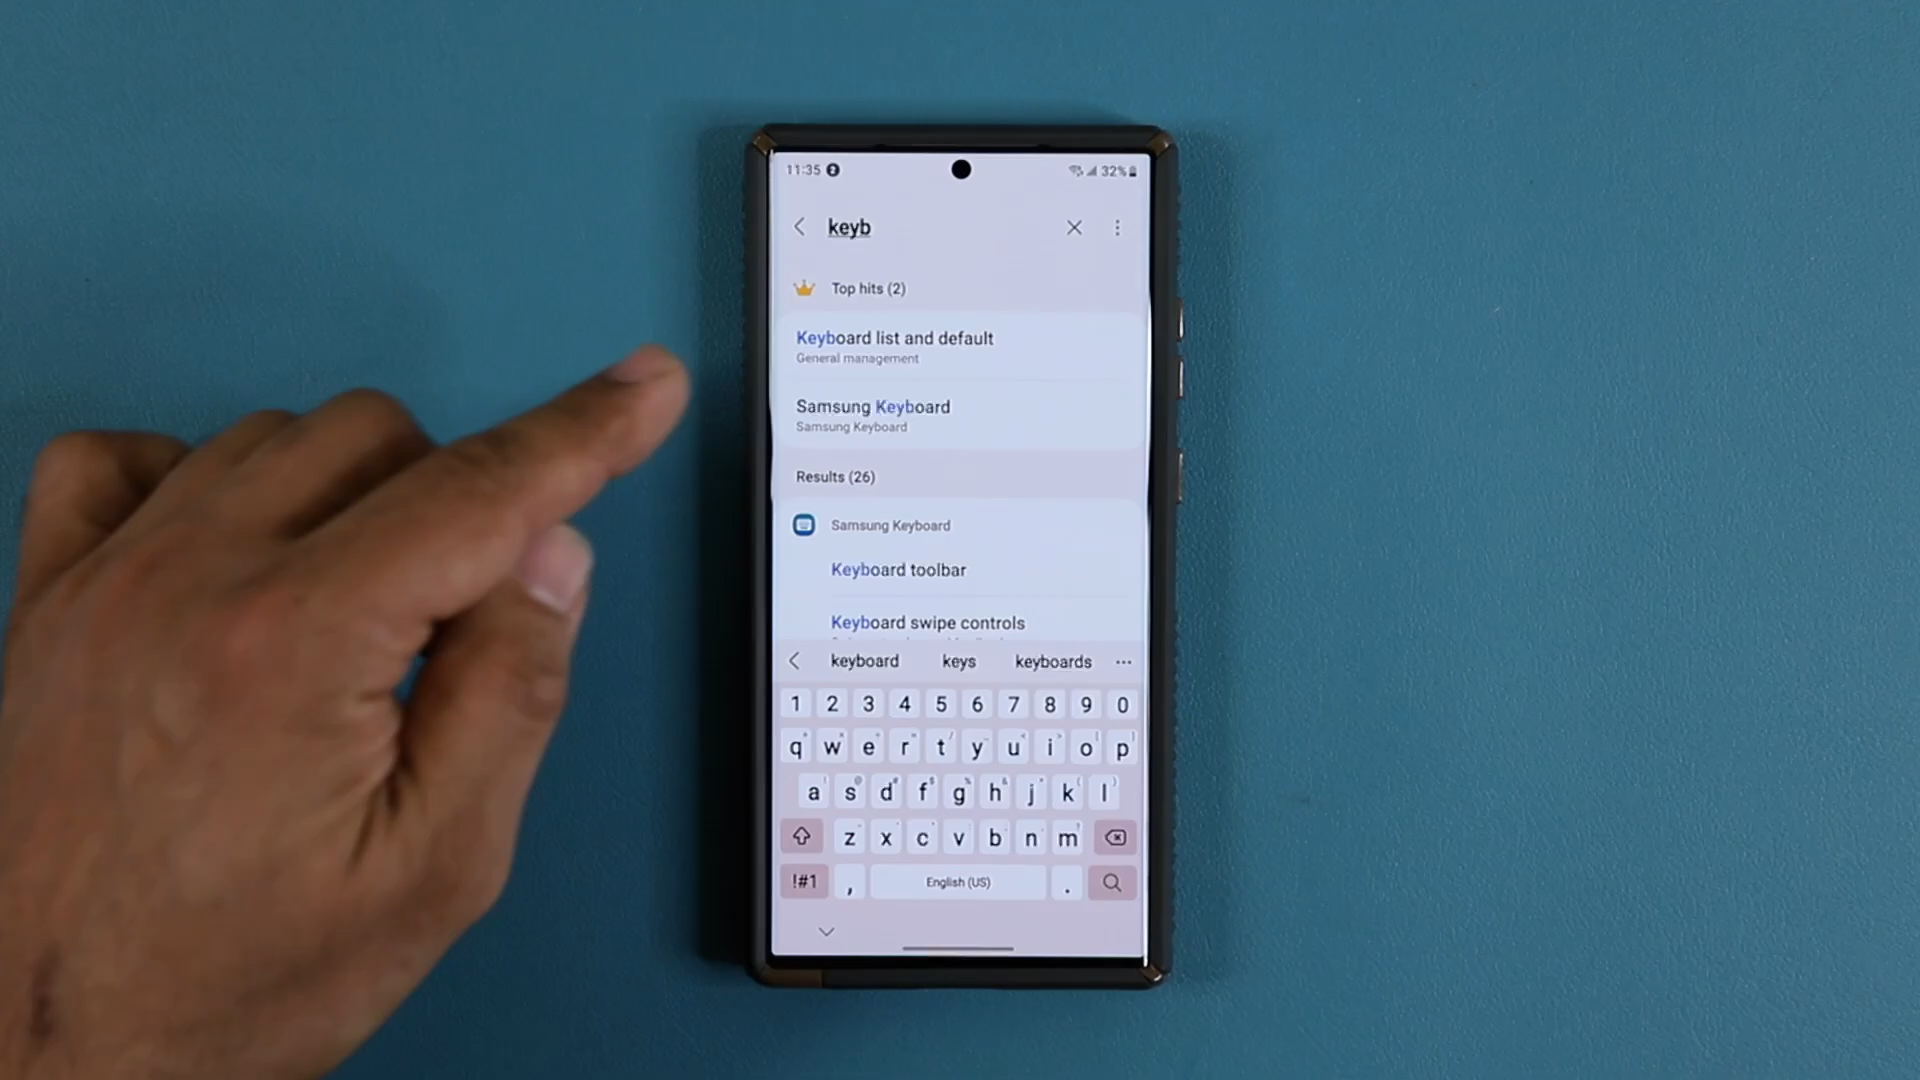 11:35
32%
keyb
Top hits (2)
Keyboard list and default
General management
Samsung Keyboard
Samsung Keyboard
Results (26)
Samsung Keyboard
Keyboard toolbar
Keyboard swipe controls
keyboard keys keyboards
1 2 3 4 5 6 7 8 9 0
q w e r t y u i o p
a s d f g h j k l
z x c v b n m
!#1 , English (US) .